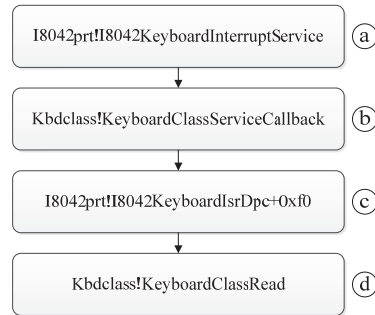 I8042prt!I8042KeyboardInterruptService
a
Kbdclass!KeyboardClassServiceCallback
b
I8042prt!I8042KeyboardIsrDpc+0xf0
c
Kbdclass!KeyboardClassRead
d